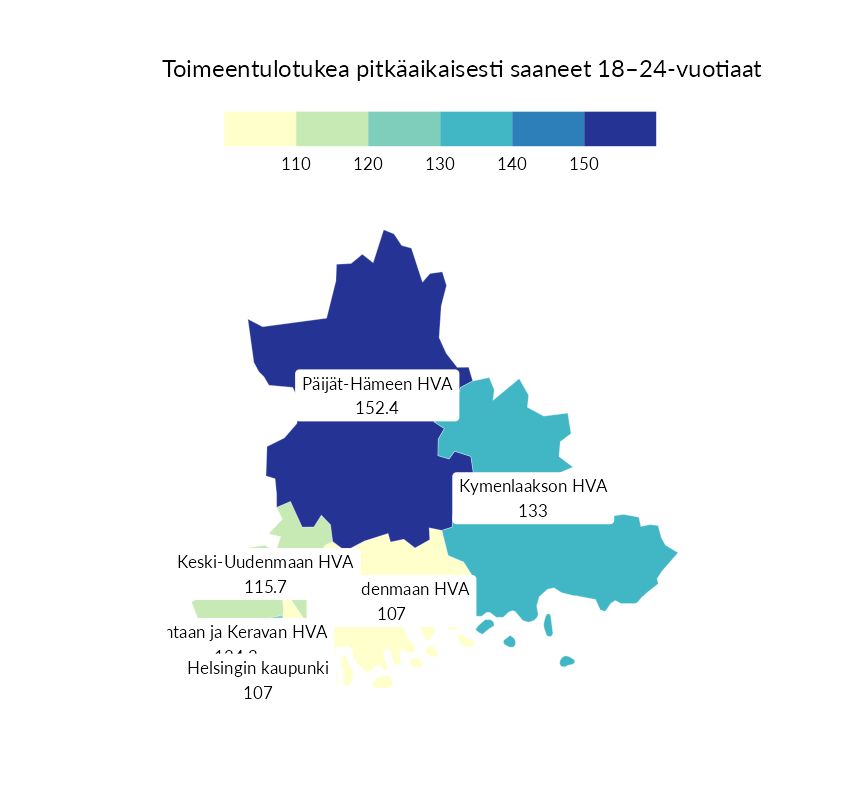 Toimeentulotukea pitkäaikaisesti saaneet 18–24-vuotiaat
110 120 130 140 150
Päijät-Hämeen HVA
152.4
Kymenlaakson HVA
133
Keski-Uudenmaan HVA
115.7
denmaan HVA
107
ntaan ja Keravan HVA
Helsingin kaupunki
107